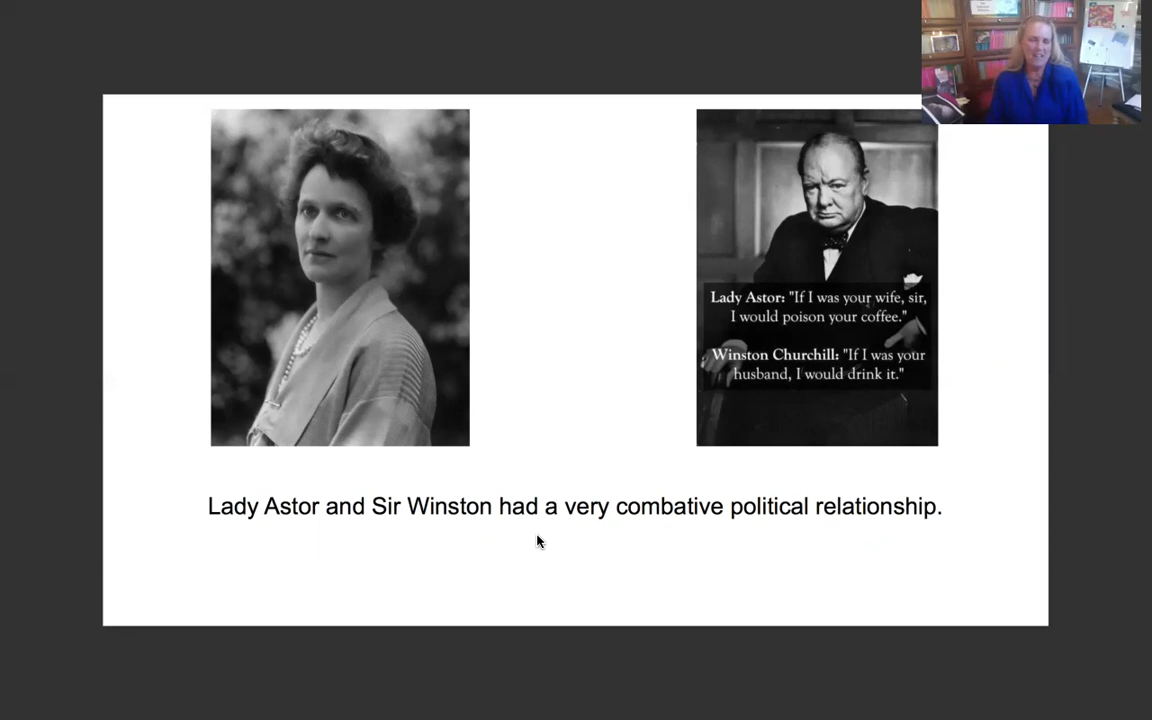 Lady Astor: "If I was your wife, sir,
I would poison your coffee."
Winston Churchill: "If I was your
husband, I would drink it."
Lady Astor and Sir Winston had a very combative political relationship.